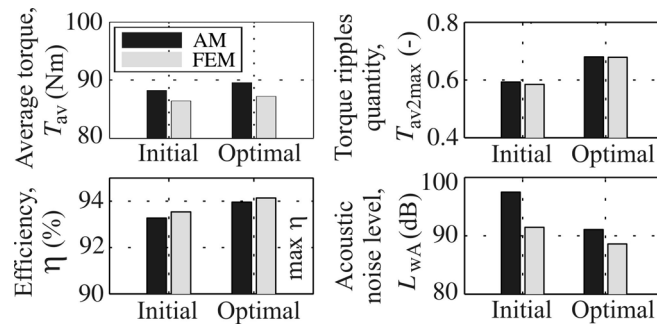 Average torque,
T_av (Nm)
100
90
80
AM
FEM
Initial Optimal
Torque ripples
quantity,
T_av2max (-)
0.8
0.6
0.4
Initial Optimal
Efficiency,
η (%)
94
92
90
max η
Initial Optimal
Acoustic
noise level,
L_wA (dB)
100
90
80
Initial Optimal